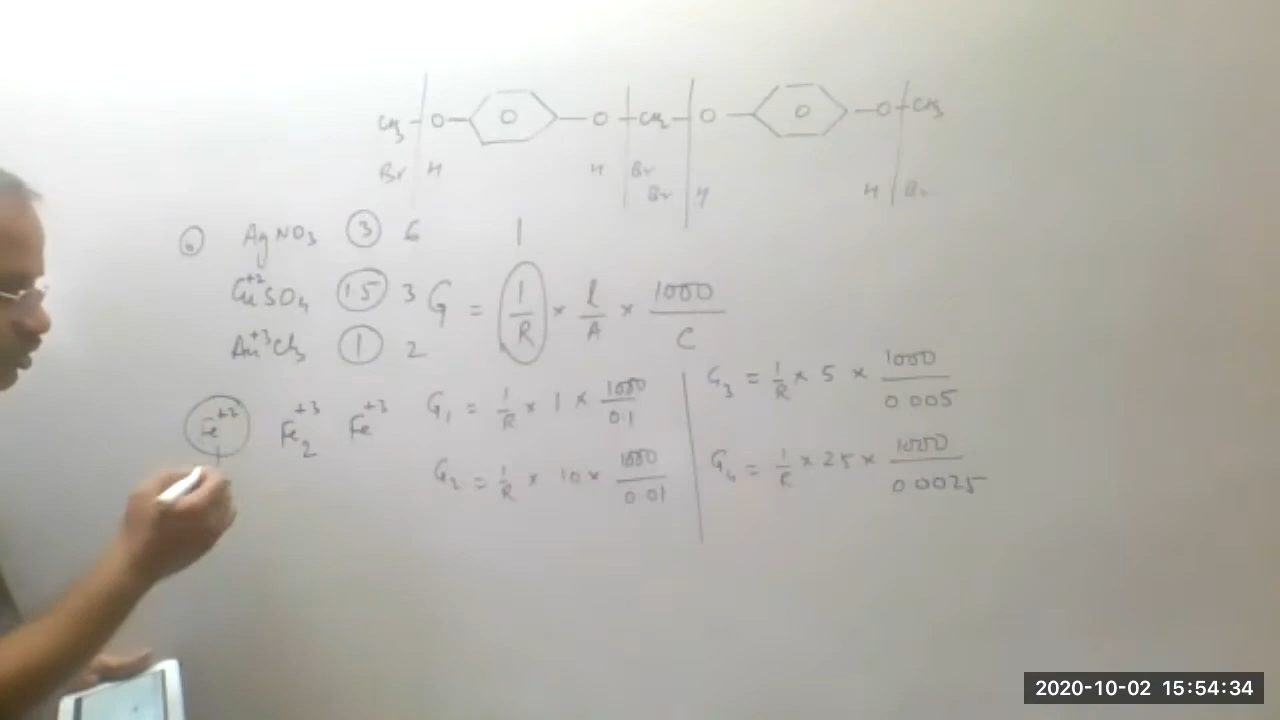 CH3 O O CH2 O O CH3
Br H H Br
Br H H Br
AgNO3 3 6 1
Cu+2SO4 1.5 3 G = 1/R × l/A × 1000/C
Au+3Cl3 1 2
Fe+2 Fe2+3 Fe+3
G1 = 1/R × 1 × 1000/0.1
G2 = 1/R × 10 × 1000/0.01
G3 = 1/R × 5 × 1000/0.005
G4 = 1/R × 25 × 1000/0.0025
2020-10-02 15:54:34